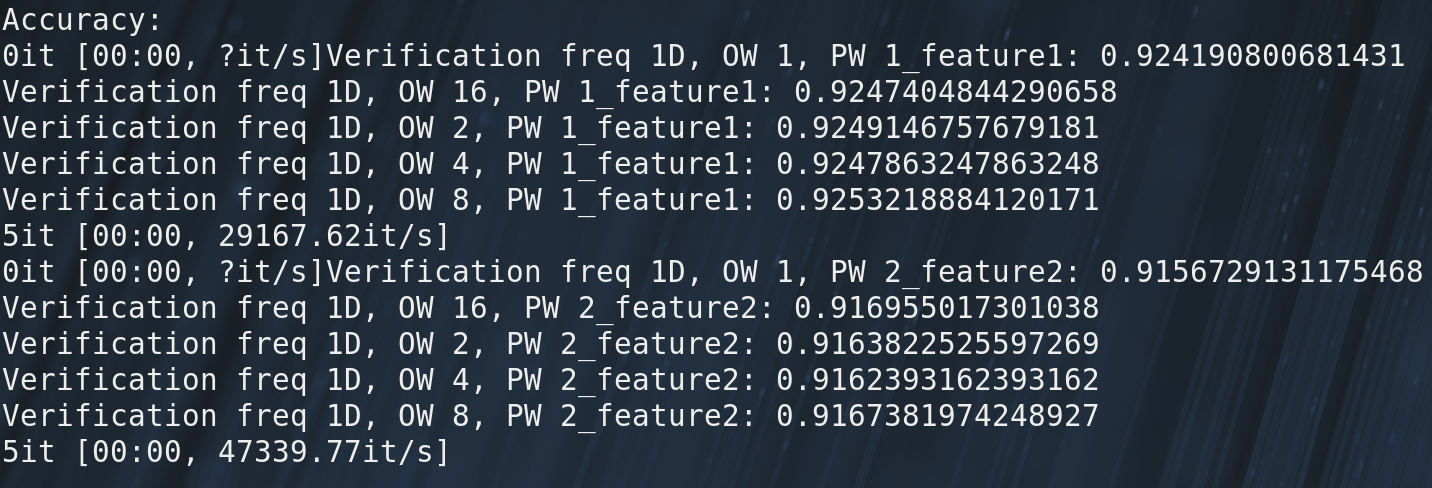 Accuracy:
0it [00:00, ?it/s]Verification freq 1D, OW 1, PW 1_feature1: 0.924190800681431
Verification freq 1D, OW 16, PW 1_feature1: 0.9247404844290658
Verification freq 1D, OW 2, PW 1_feature1: 0.9249146757679181
Verification freq 1D, OW 4, PW 1_feature1: 0.9247863247863248
Verification freq 1D, OW 8, PW 1_feature1: 0.9253218884120171
5it [00:00, 29167.62it/s]
0it [00:00, ?it/s]Verification freq 1D, OW 1, PW 2_feature2: 0.9156729131175468
Verification freq 1D, OW 16, PW 2_feature2: 0.916955017301038
Verification freq 1D, OW 2, PW 2_feature2: 0.9163822525597269
Verification freq 1D, OW 4, PW 2_feature2: 0.9162393162393162
Verification freq 1D, OW 8, PW 2_feature2: 0.9167381974248927
5it [00:00, 47339.77it/s]